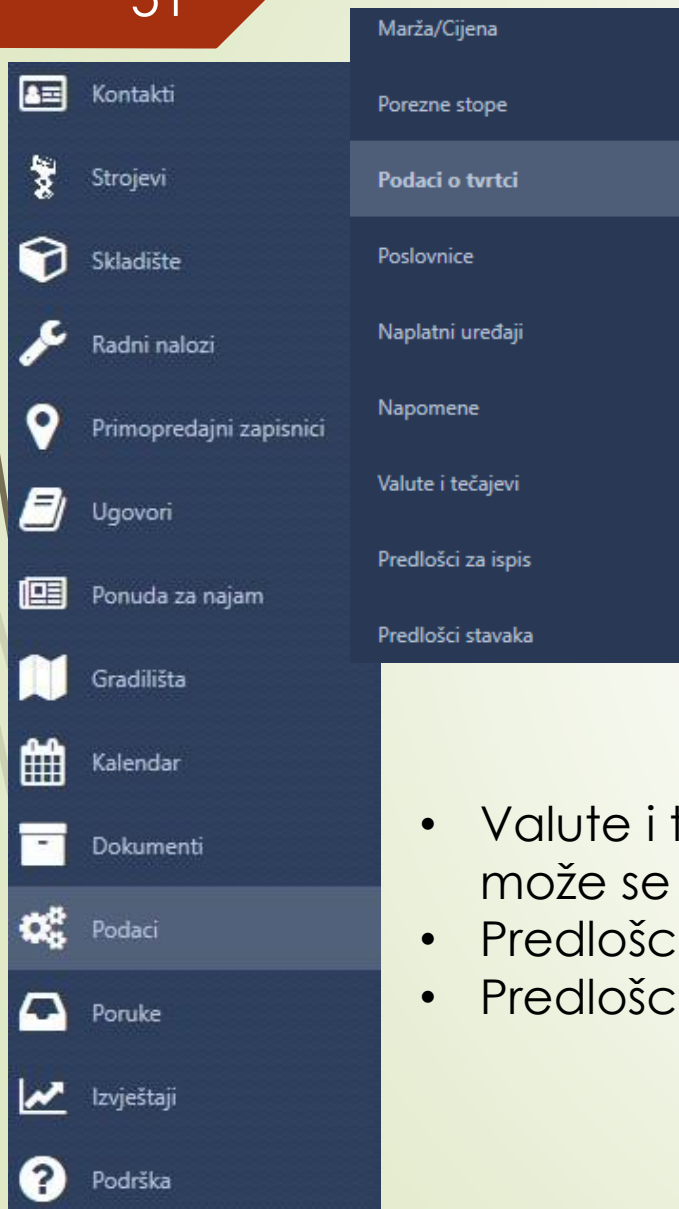 Kontakti
Strojevi
Skladište
Radni nalozi
Primopredajni zapisnici
Ugovori
Ponuda za najam
Gradilišta
Kalendar
Dokumenti
Podaci
Poruke
Izvještaji
Podrška
Marža/Cijena
Porezne stope
Podaci o tvrtci
Poslovnice
Naplatni uređaji
Napomene
Valute i tečajevi
Predlošci za ispis
Predlošci stavaka
• Valute i
može se
•
•